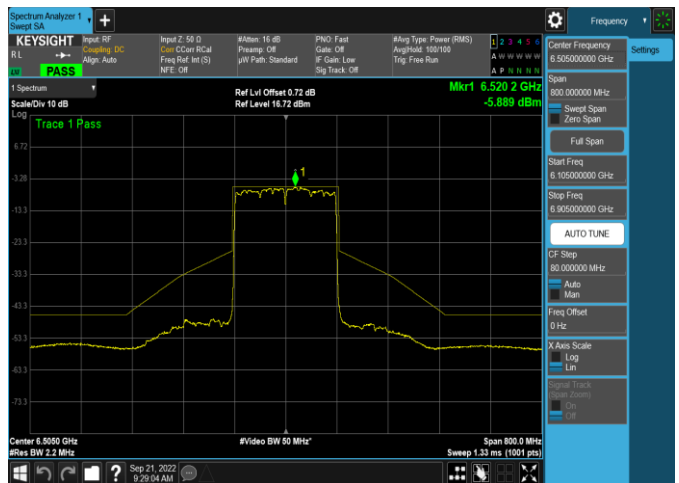 Spectrum Analyzer 1
Swept SA
+
Frequency
KEYSIGHT
RL
LW
PASS
Input: RF
Coupling: DC
Align: Auto
Input Z: 50 Ω
Corr CCorr RCal
Freq Ref: Int (S)
NFE: Off
#Atten: 16 dB
Preamp: Off
µW Path: Standard
PNO: Fast
Gate: Off
IF Gain: Low
Sig Track: Off
#Avg Type: Power (RMS)
Avg|Hold: 100/100
Trig: Free Run
1 2 3 4 5 6
A W W W W W
A P N N N N
1 Spectrum
Scale/Div 10 dB
Log
Ref Lvl Offset 0.72 dB
Ref Level 16.72 dBm
Mkr1 6.520 2 GHz
-5.889 dBm
Trace 1 Pass
6.72
-3.28
-13.3
-23.3
-33.3
-43.3
-53.3
-63.3
-73.3
1
Center 6.5050 GHz
#Res BW 2.2 MHz
#Video BW 50 MHz*
Span 800.0 MHz
Sweep 1.33 ms (1001 pts)
Center Frequency
6.505000000 GHz
Settings
Span
800.000000 MHz
Swept Span
Zero Span
Full Span
Start Freq
6.105000000 GHz
Stop Freq
6.905000000 GHz
AUTO TUNE
CF Step
80.000000 MHz
Auto
Man
Freq Offset
0 Hz
X Axis Scale
Log
Lin
Signal Track
(Span Zoom)
On
Off
?
Sep 21, 2022
9:29:04 AM